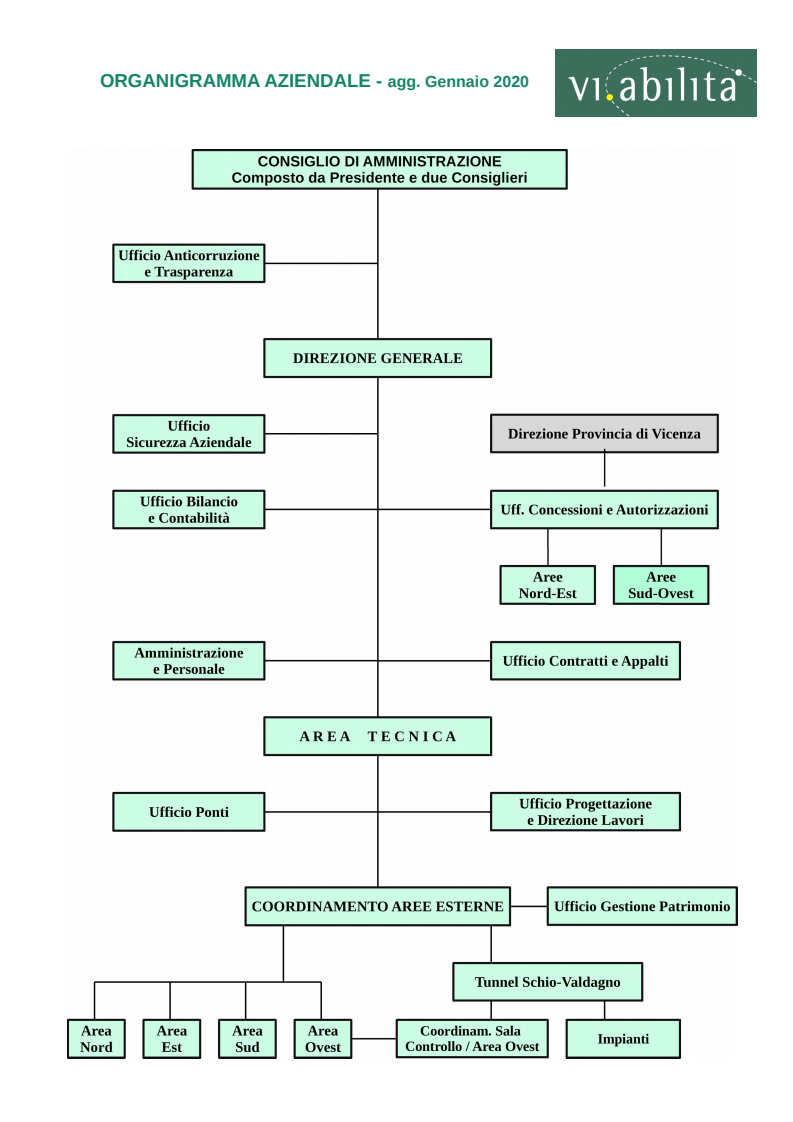 ORGANIGRAMMA AZIENDALE - agg. Gennaio 2020
vi.abilità
CONSIGLIO DI AMMINISTRAZIONE
Composto da Presidente e due Consiglieri
Ufficio Anticorruzione
e Trasparenza
DIREZIONE GENERALE
Ufficio
Sicurezza Aziendale
Direzione Provincia di Vicenza
Ufficio Bilancio
e Contabilità
Uff. Concessioni e Autorizzazioni
Aree
Nord-Est
Aree
Sud-Ovest
Amministrazione
e Personale
Ufficio Contratti e Appalti
A R E A T E C N I C A
Ufficio Ponti
Ufficio Progettazione
e Direzione Lavori
COORDINAMENTO AREE ESTERNE
Ufficio Gestione Patrimonio
Tunnel Schio-Valdagno
Area
Nord
Area
Est
Area
Sud
Area
Ovest
Coordinam. Sala
Controllo / Area Ovest
Impianti